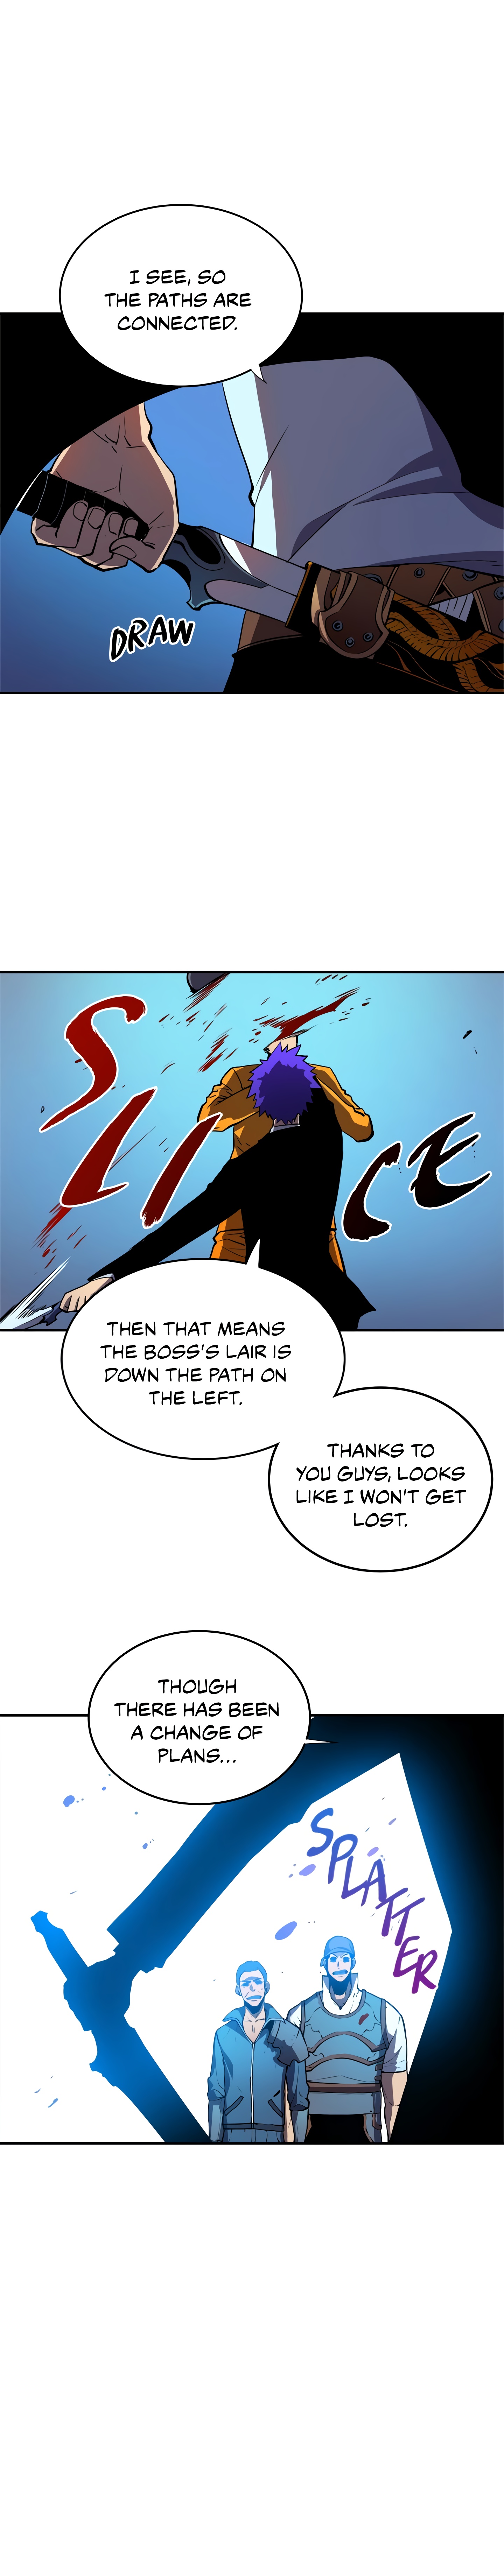 I SEE, SO
THE PATHS ARE
CONNECTED.
DRAW
SLICE
THEN THAT MEANS
THE BOSS'S LAIR IS
DOWN THE PATH ON
THE LEFT.
THANKS TO
YOU GUYS, LOOKS
LIKE I WON'T GET
LOST.
THOUGH
THERE HAS BEEN
A CHANGE OF
PLANS...
SPLATTER